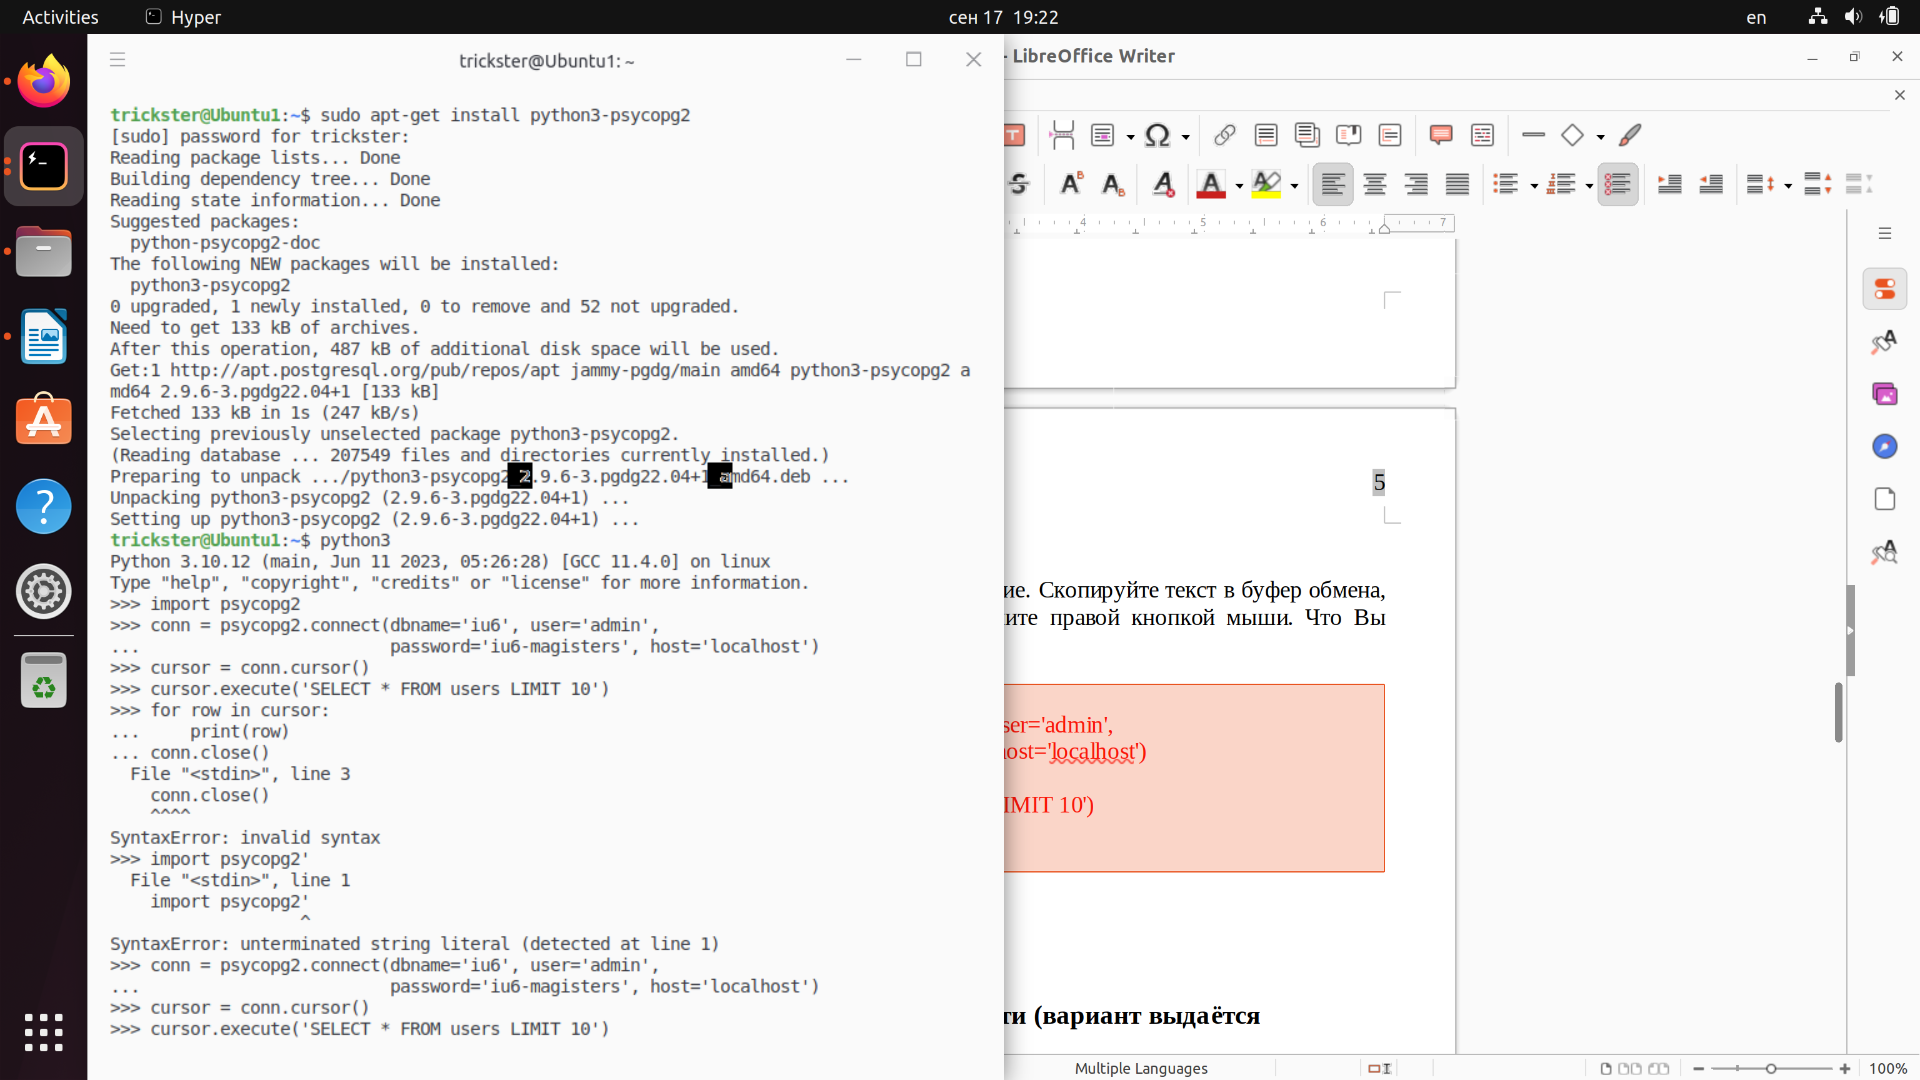 Activities
Hyper
сен 17 19:22
en
trickster@Ubuntu1: ~
- LibreOffice Writer
trickster@Ubuntu1:~$ sudo apt-get install python3-psycopg2
[sudo] password for trickster:
Reading package lists... Done
Building dependency tree... Done
Reading state information... Done
Suggested packages:
  python-psycopg2-doc
The following NEW packages will be installed:
  python3-psycopg2
0 upgraded, 1 newly installed, 0 to remove and 52 not upgraded.
Need to get 133 kB of archives.
After this operation, 487 kB of additional disk space will be used.
Get:1 http://apt.postgresql.org/pub/repos/apt jammy-pgdg/main amd64 python3-psycopg2 a
md64 2.9.6-3.pgdg22.04+1 [133 kB]
Fetched 133 kB in 1s (247 kB/s)
Selecting previously unselected package python3-psycopg2.
(Reading database ... 207549 files and directories currently installed.)
Preparing to unpack .../python3-psycopg2 2.9.6-3.pgdg22.04+1 amd64.deb ...
Unpacking python3-psycopg2 (2.9.6-3.pgdg22.04+1) ...
Setting up python3-psycopg2 (2.9.6-3.pgdg22.04+1) ...
trickster@Ubuntu1:~$ python3
Python 3.10.12 (main, Jun 11 2023, 05:26:28) [GCC 11.4.0] on linux
Type "help", "copyright", "credits" or "license" for more information.
>>> import psycopg2
>>> conn = psycopg2.connect(dbname='iu6', user='admin',
...                         password='iu6-magisters', host='localhost')
>>> cursor = conn.cursor()
>>> cursor.execute('SELECT * FROM users LIMIT 10')
>>> for row in cursor:
...     print(row)
... conn.close()
  File "<stdin>", line 3
    conn.close()
    ^^^^
SyntaxError: invalid syntax
>>> import psycopg2'
  File "<stdin>", line 1
    import psycopg2'
                   ^
SyntaxError: unterminated string literal (detected at line 1)
>>> conn = psycopg2.connect(dbname='iu6', user='admin',
...                         password='iu6-magisters', host='localhost')
>>> cursor = conn.cursor()
>>> cursor.execute('SELECT * FROM users LIMIT 10')
4 5 6 7
5
ие. Скопируйте текст в буфер обмена,
ите правой кнопкой мыши. Что Вы
ser='admin',
ost='localhost')
IMIT 10')
ти (вариант выдаётся
Multiple Languages
100%